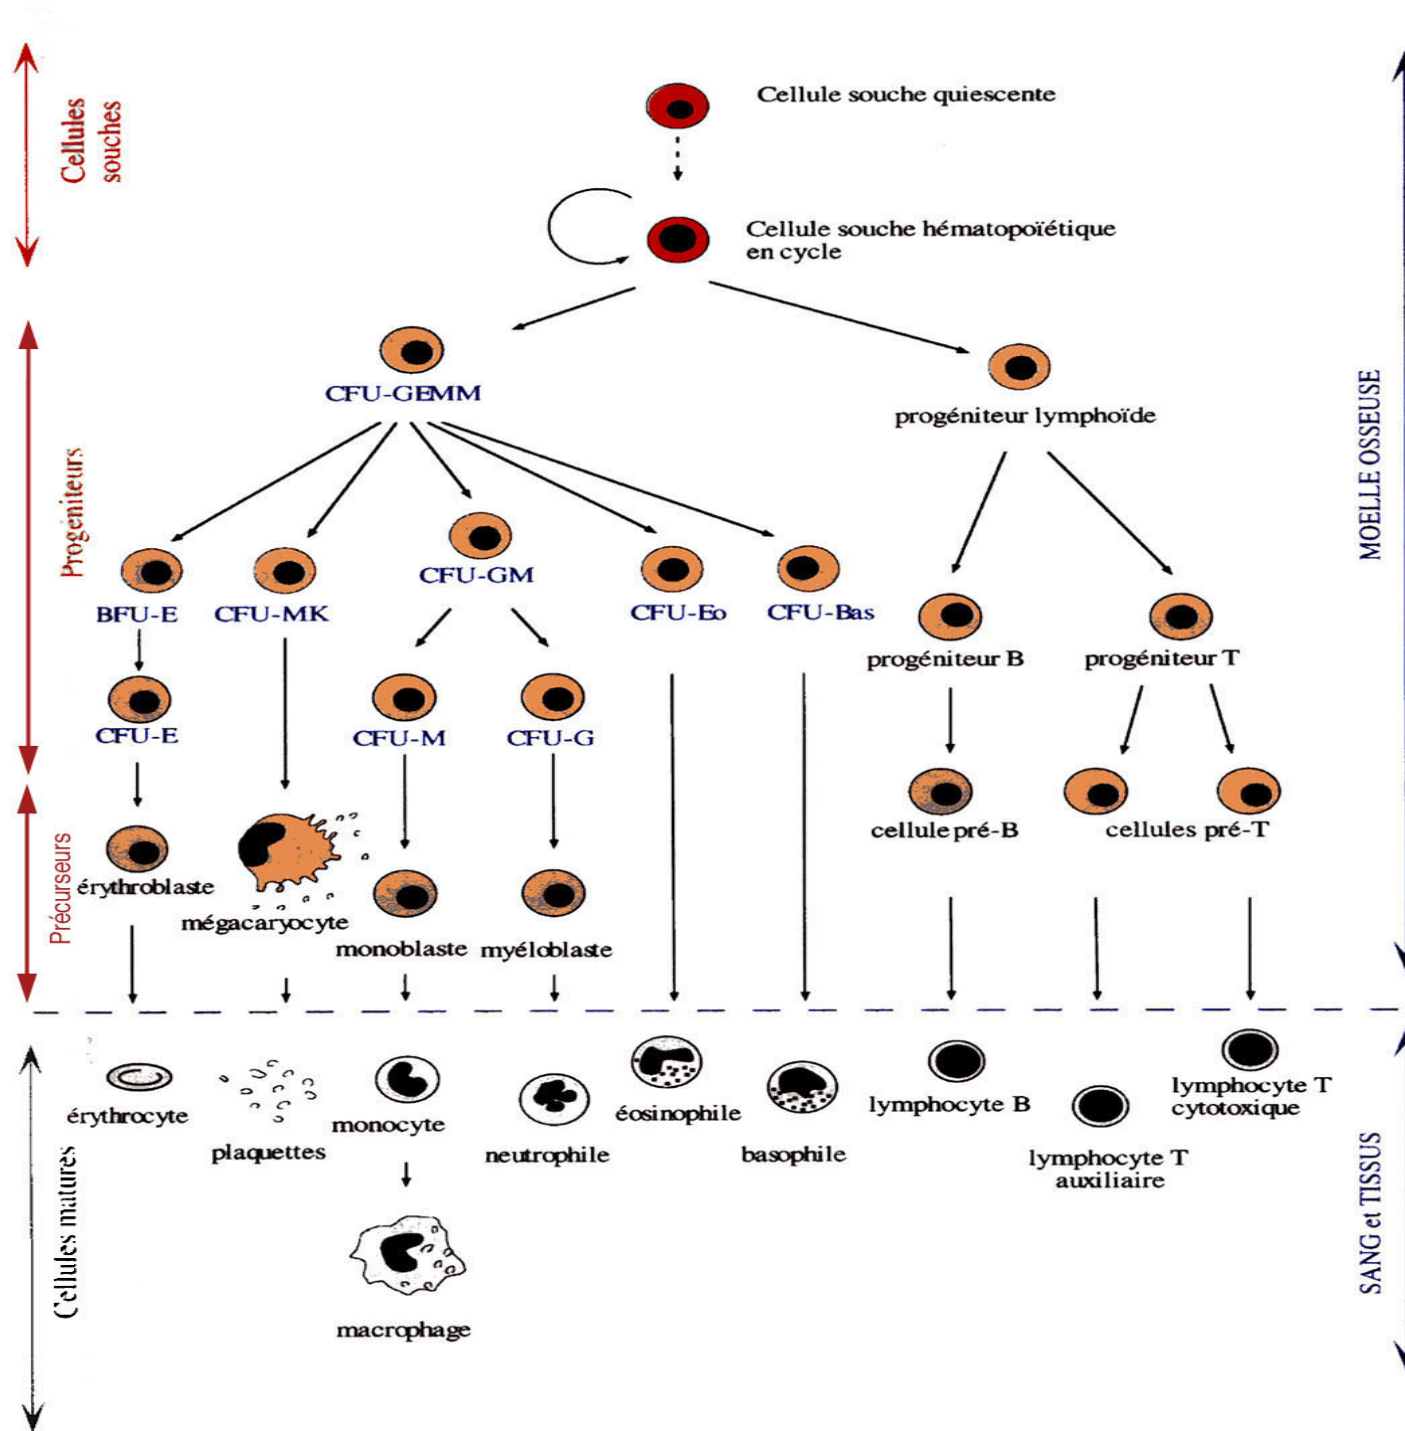 Cellules
souches
Cellule souche quiescente
Cellule souche hématopoïétique
en cycle
CFU-GEMM
progéniteur lymphoïde
MOELLE OSSEUSE
Progéniteurs
CFU-GM
BFU-E
CFU-MK
CFU-Eo
CFU-Bas
progéniteur B
progéniteur T
CFU-E
CFU-M
CFU-G
cellule pré-B
cellules pré-T
Précurseurs
érythroblaste
mégacaryocyte
monoblaste
myéloblaste
érythrocyte
plaquettes
monocyte
neutrophile
éosinophile
basophile
lymphocyte B
lymphocyte T
auxiliaire
lymphocyte T
cytotoxique
Cellules matures
SANG et TISSUS
macrophage